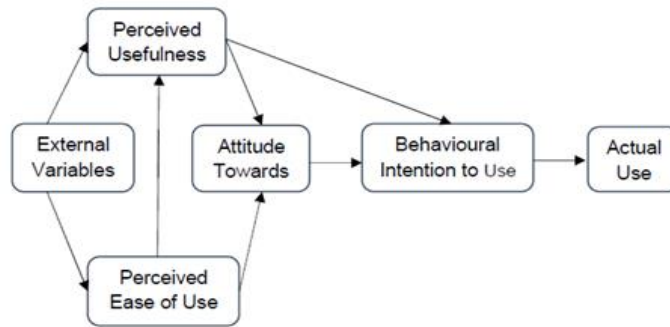 Perceived
Usefulness
External
Variables
Attitude
Towards
Behavioural
Intention to Use
Actual
Use
Perceived
Ease of Use